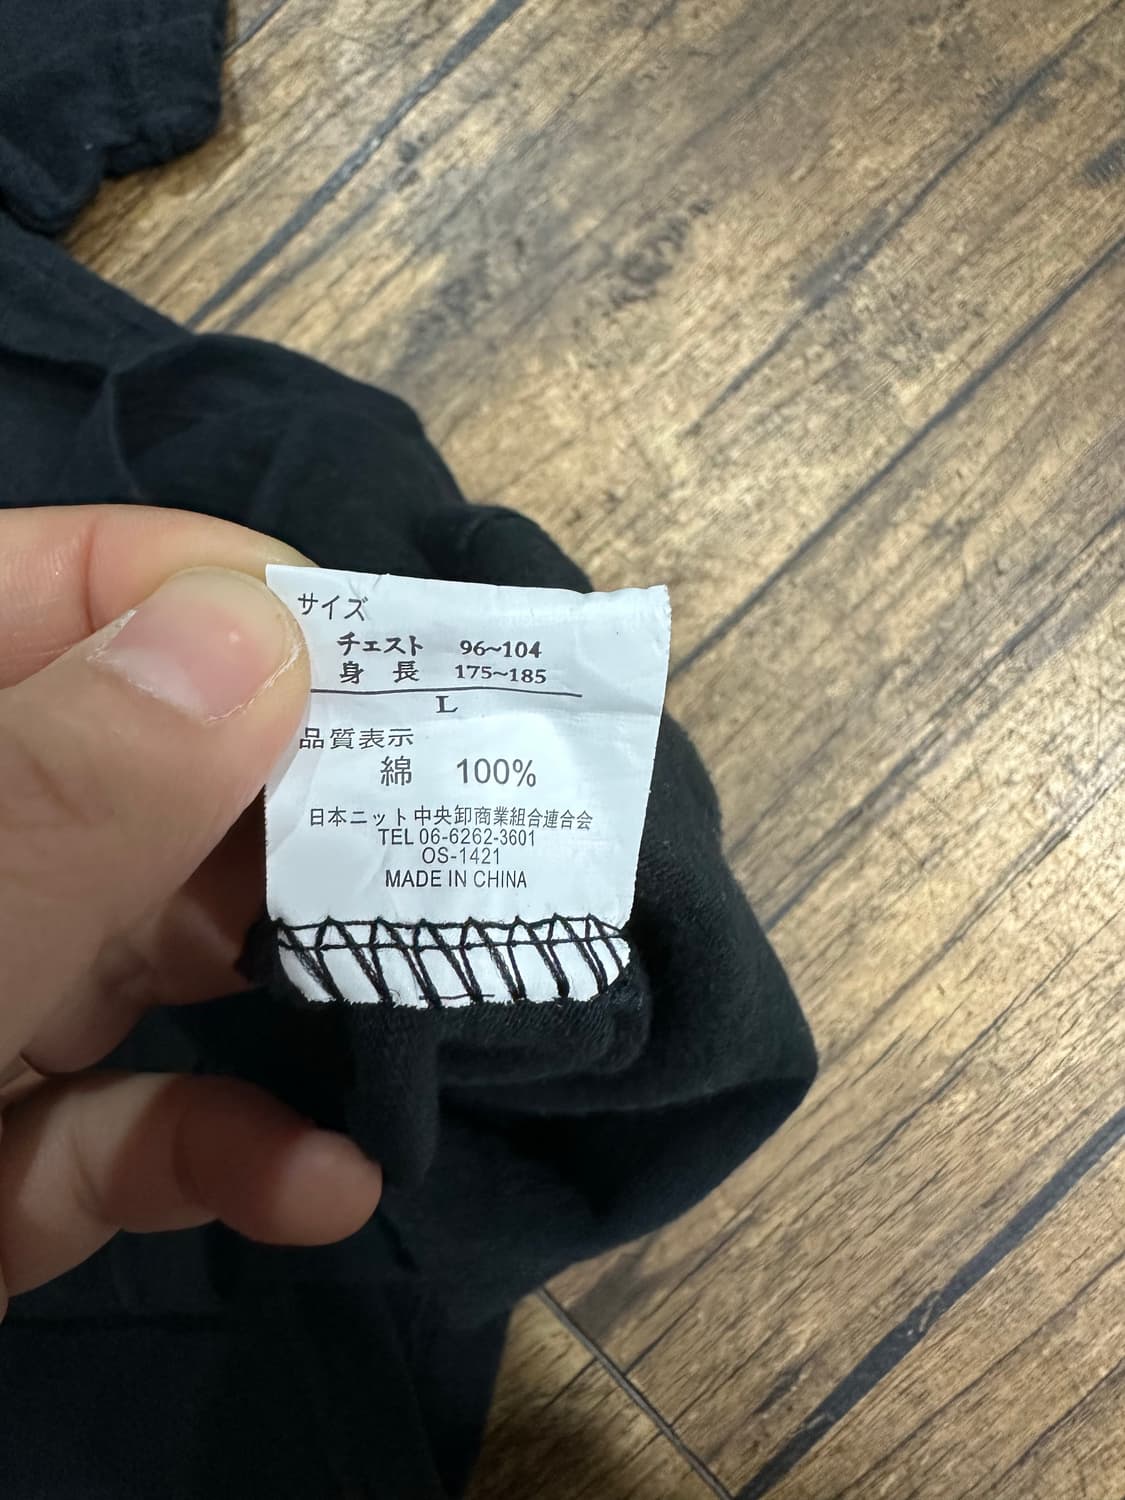 サイズ
チェスト 96~104
身長 175~185
L
品質表示
綿 100%
日本ニット中央卸商業組合連合会
TEL 06-6262-3601
OS-1421
MADE IN CHINA